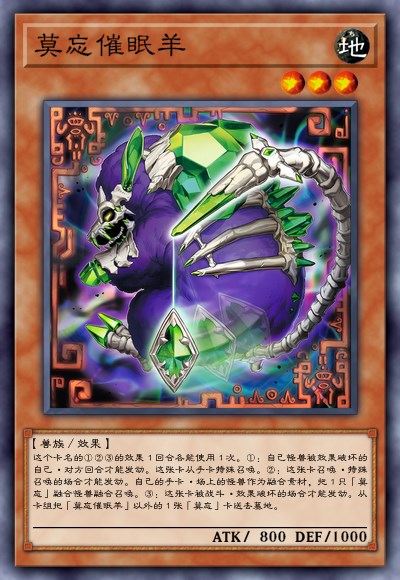 莫忘催眠羊
地
【兽族/效果】
这个卡名的①②③的效果1回合各能使用1次。①：自己怪兽被效果破坏的
自己·对方回合才能发动。这张卡从手卡特殊召唤。②：这张卡召唤·特殊
召唤的场合才能发动。自己的手卡·场上的怪兽作为融合素材，把1只「莫
忘」融合怪兽融合召唤。③：这张卡被战斗·效果破坏的场合才能发动。从
卡组把「莫忘催眠羊」以外的1张「莫忘」卡送去墓地。
ATK/ 800 DEF/1000